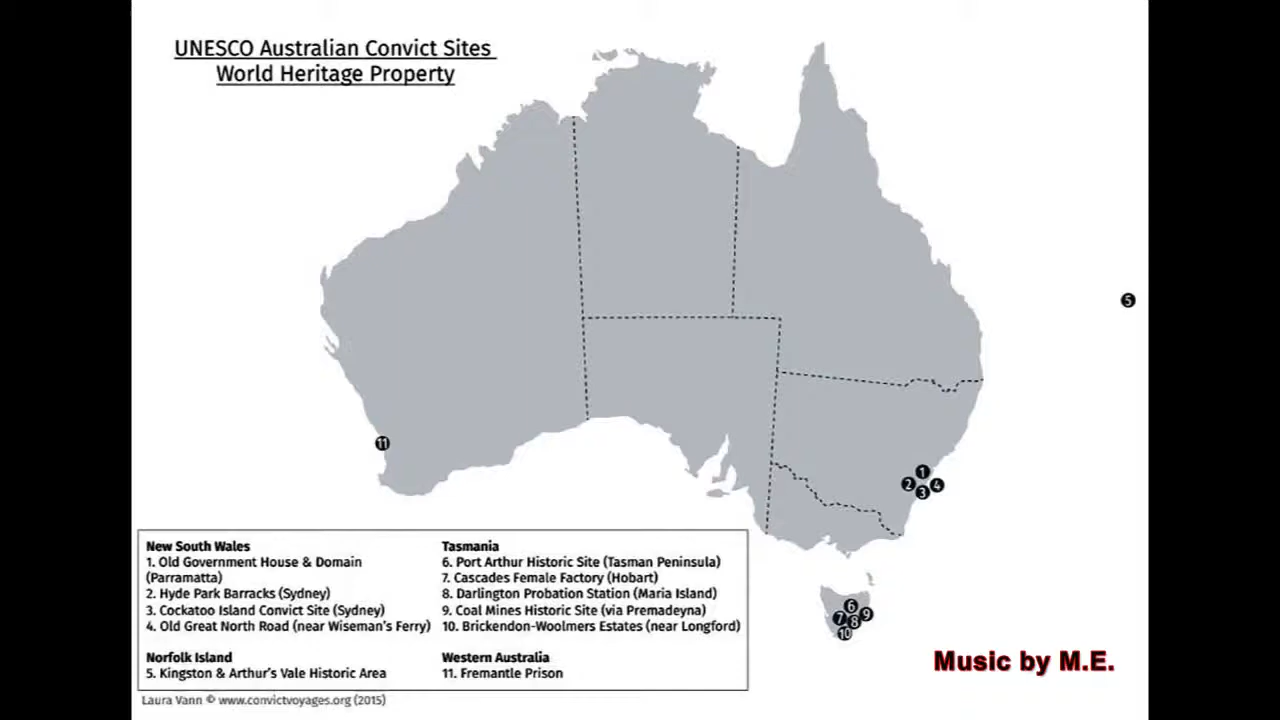 UNESCO Australian Convict Sites
World Heritage Property
5
11
1
2
4
3
New South Wales
1. Old Government House & Domain
(Parramatta)
2. Hyde Park Barracks (Sydney)
3. Cockatoo Island Convict Site (Sydney)
4. Old Great North Road (near Wiseman's Ferry)
Norfolk Island
5. Kingston & Arthur's Vale Historic Area
Tasmania
6. Port Arthur Historic Site (Tasman Peninsula)
7. Cascades Female Factory (Hobart)
8. Darlington Probation Station (Maria Island)
9. Coal Mines Historic Site (via Premadeyna)
10. Brickendon-Woolmers Estates (near Longford)
Western Australia
11. Fremantle Prison
6
9
7
8
10
Music by M.E.
Laura Vann © www.convictvoyages.org (2015)